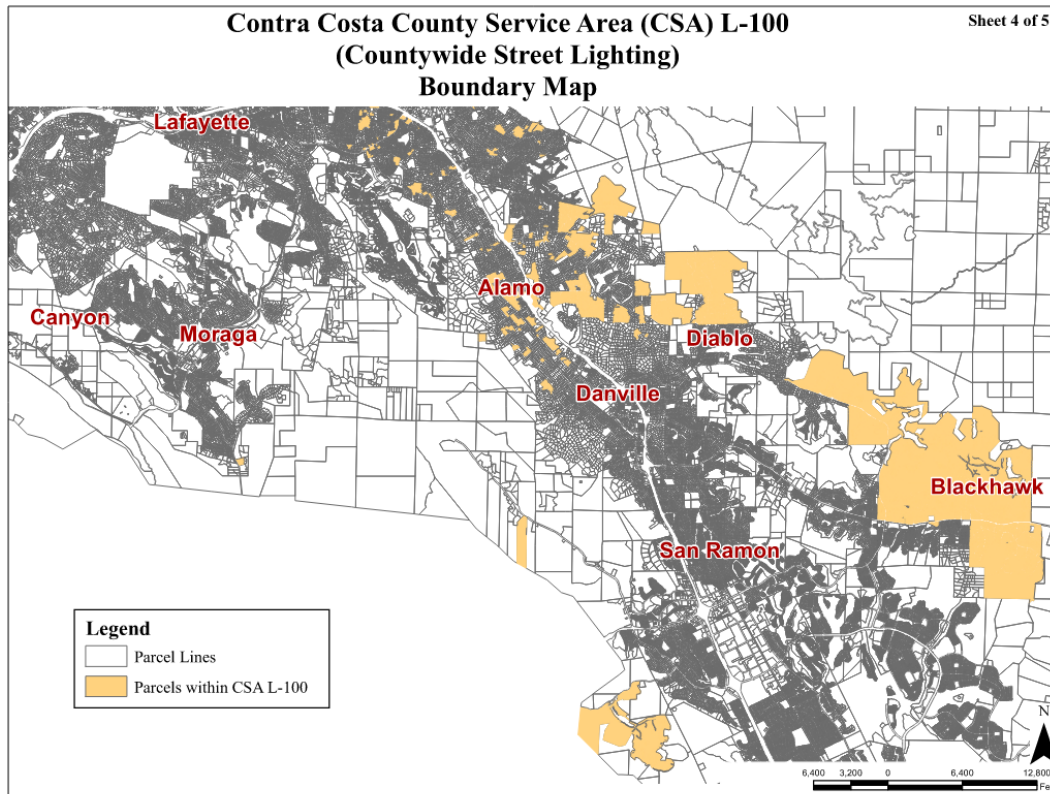 Contra Costa County Service Area (CSA) L-100
Sheet 4 of 5
(Countywide Street Lighting)
Boundary Map
Lafayette
Alamo
Canyon
Moraga
Diablo
Danville
Blackhawk
San Ramon
Legend
Parcel Lines
Parcels within CSA L-100
N
6,400 3,200 0 6,400 12,800
Fe